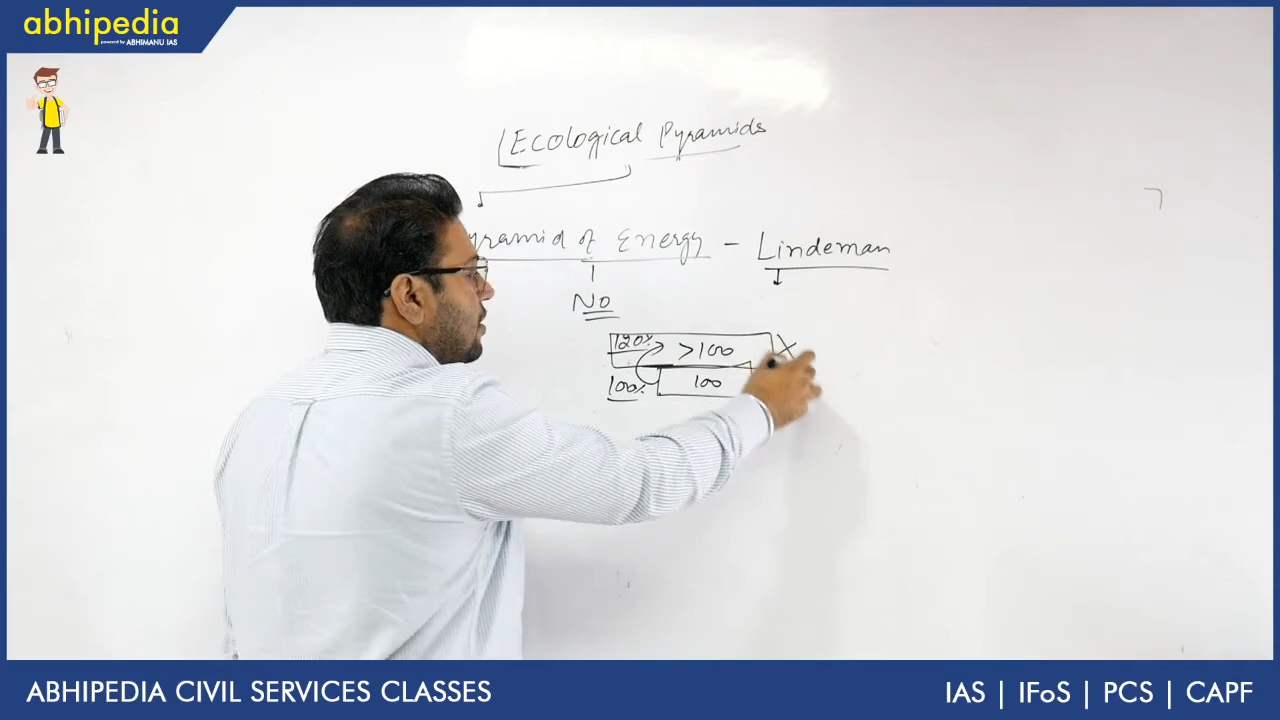 abhipedia
powered by ABHIMANU IAS
Ecological Pyramids
yramid of Energy - Lindeman
No
120% >100 X
100% 100
ABHIPEDIA CIVIL SERVICES CLASSES
IAS | IFoS | PCS | CAPF